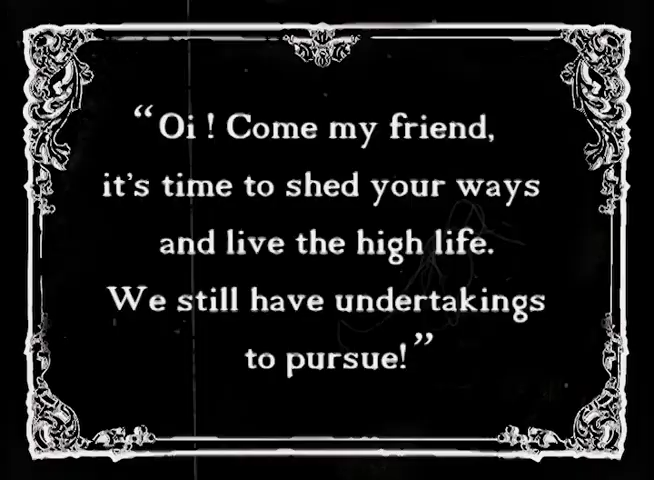 “Oi ! Come my friend,
it's time to shed your ways
and live the high life.
We still have undertakings
to pursue!”